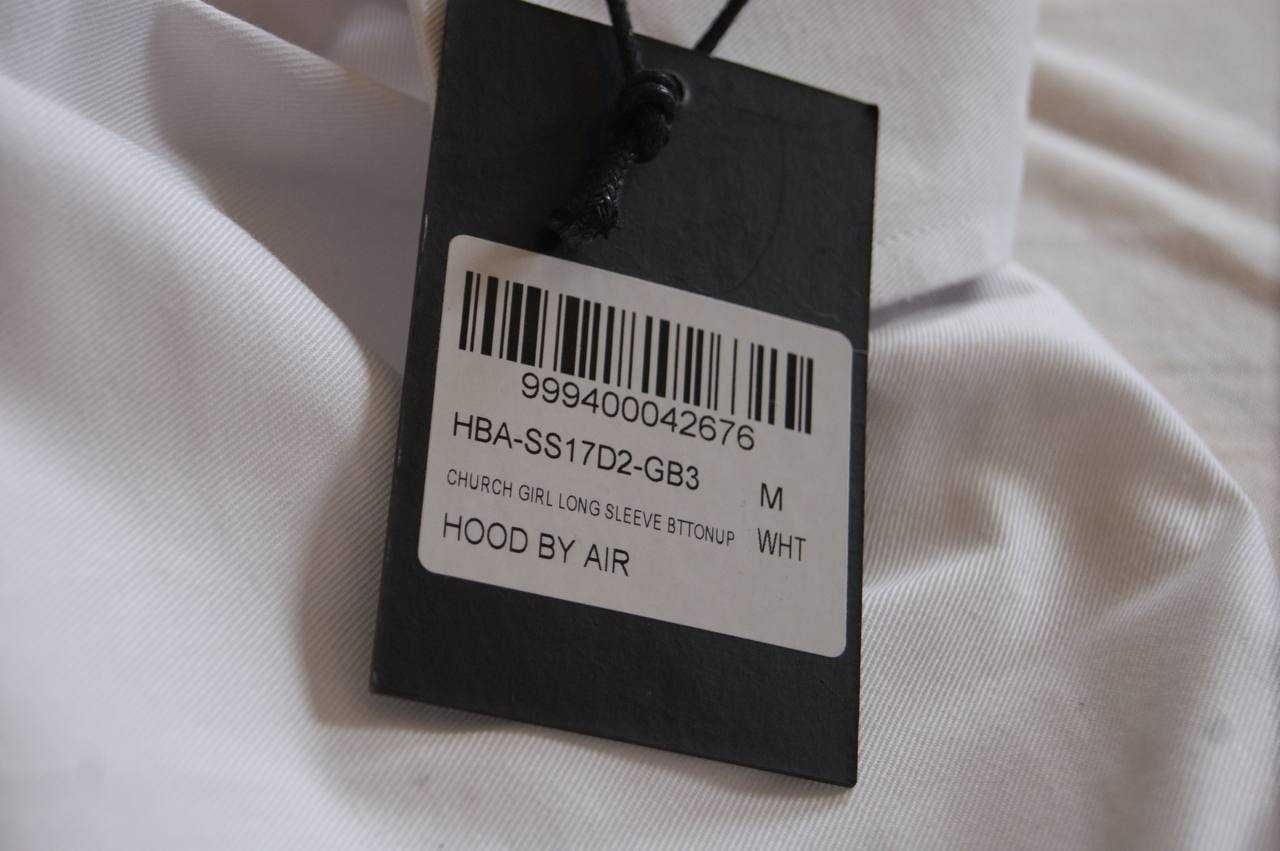 999400042676
HBA-SS17D2-GB3 M
CHURCH GIRL LONG SLEEVE BTTONUP WHT
HOOD BY AIR